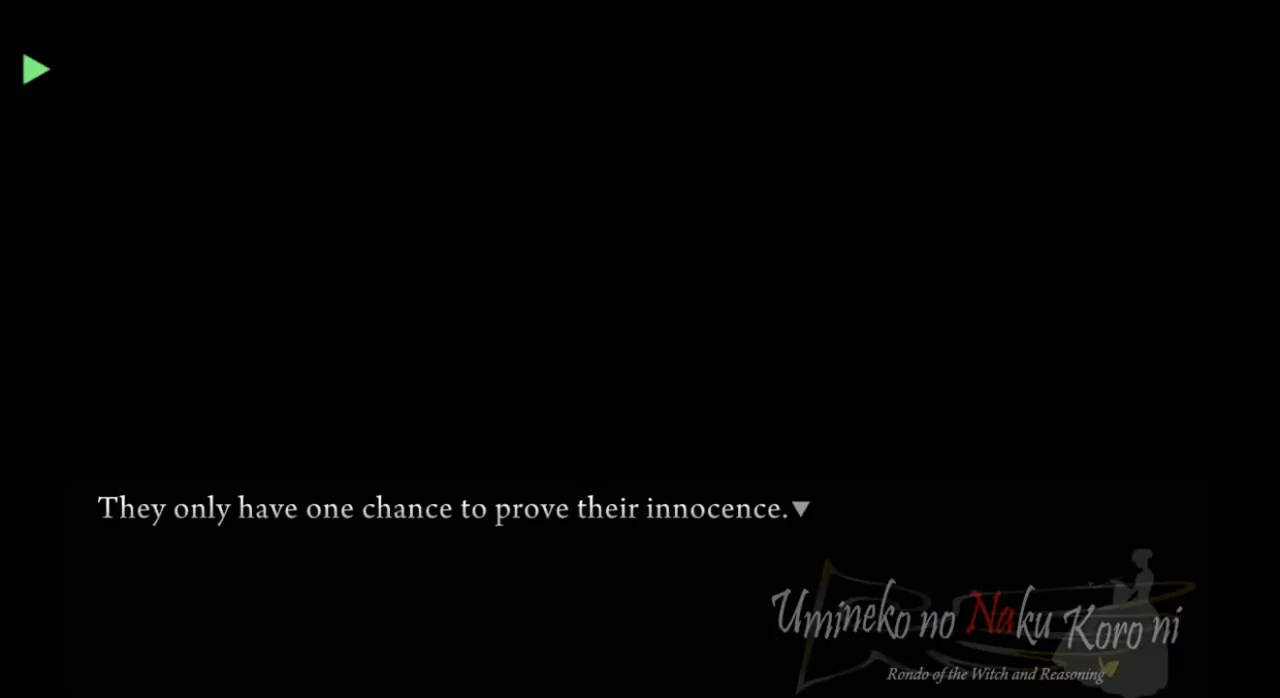 They only have one chance to prove their innocence.
Umineko no Naku Koro ni
Rondo of the Witch and Reasoning